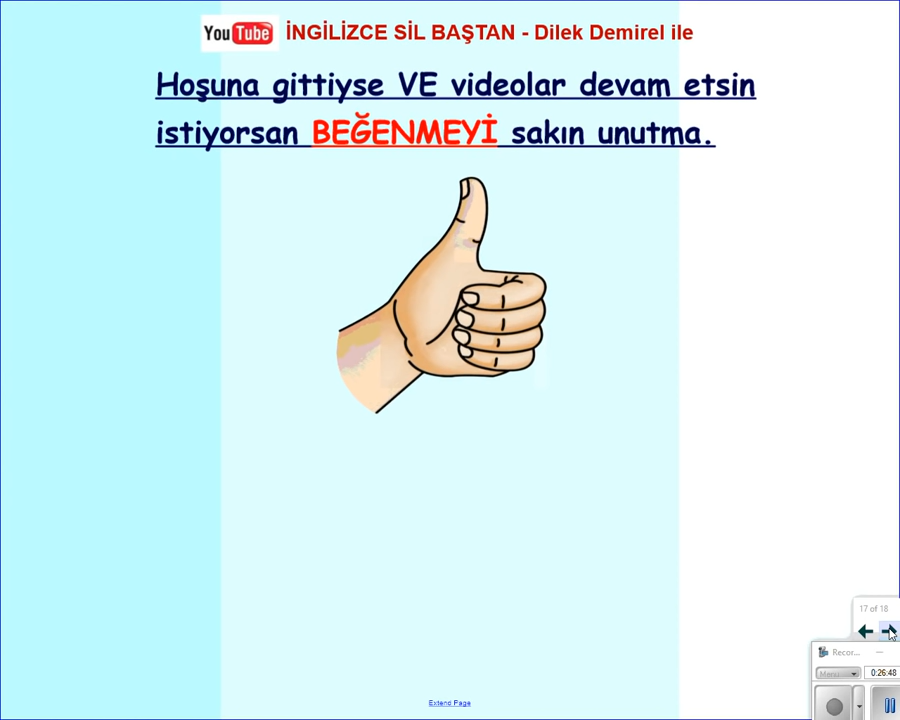 YouTube İNGİLİZCE SİL BAŞTAN - Dilek Demirel ile
Hoşuna gittiyse VE videolar devam etsin
istiyorsan BEĞENMEYİ sakın unutma.
17 of 18
Recor...
Menu
0:26:48
Extend Page